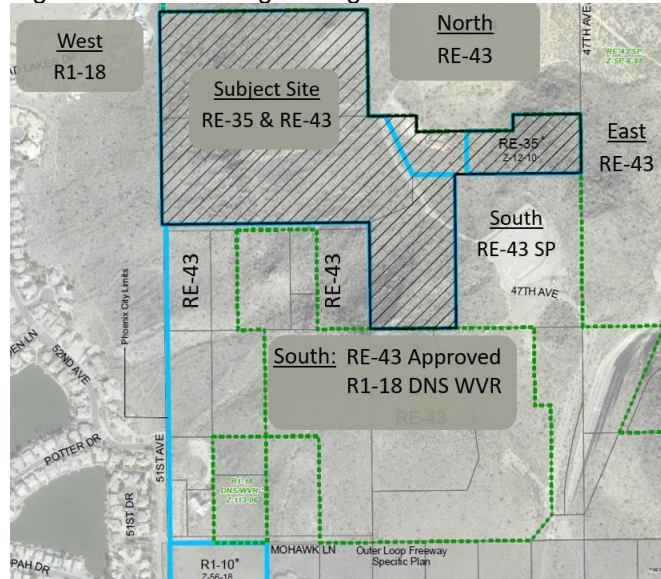 West
R1-18
Subject Site
RE-35 & RE-43
North
RE-43
47TH AVE
RE-43 SP
Z-SP-6-88
RE-35*
Z-12-10
East
RE-43
South
RE-43 SP
47TH AVE
RE-43
RE-43
Phoenix City Limits
52ND AVE
South: RE-43 Approved
R1-18 DNS WVR
RE-43
POTTER DR
51ST AVE
51ST DR
R1-18
DNS/WVR *
Z-113-06
MOHAWK LN
Outer Loop Freeway
Specific Plan
R1-10*
Z-56-18